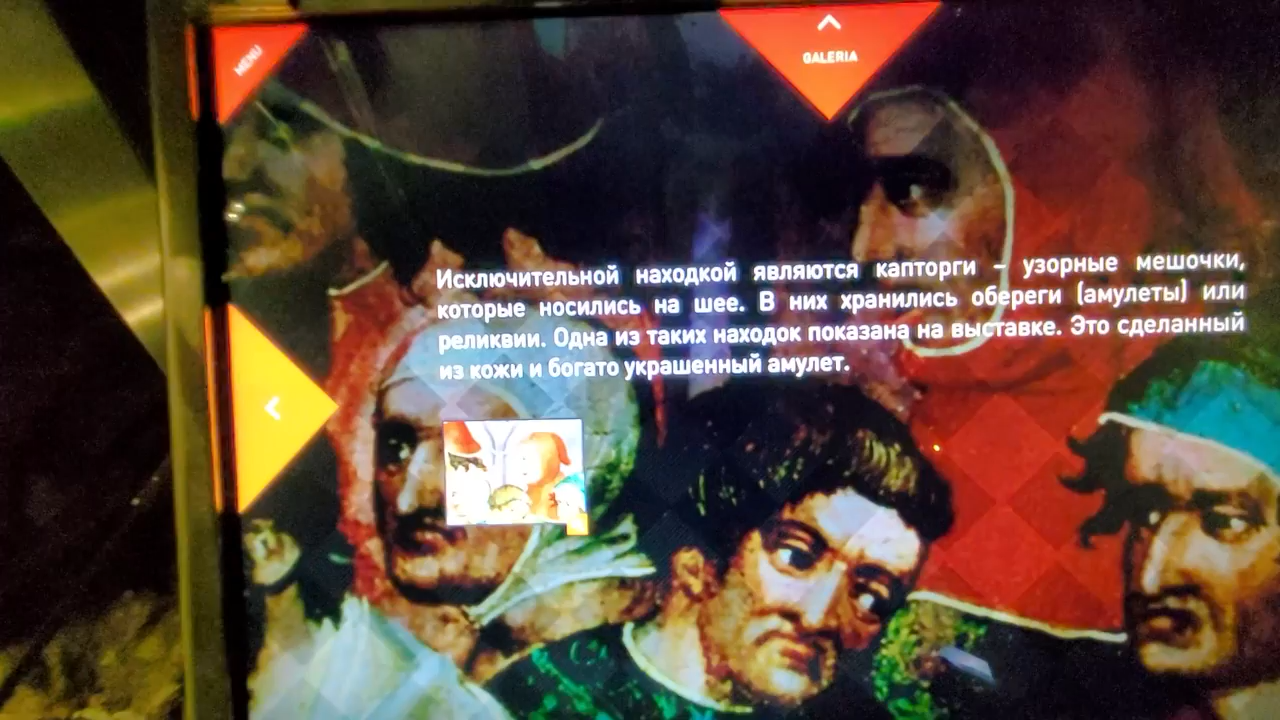 MENU
GALERIA
Исключительной находкой являются капторги – узорные мешочки,
которые носились на шее. В них хранились обереги (амулеты) или
реликвии. Одна из таких находок показана на выставке. Это сделанный
из кожи и богато украшенный амулет.